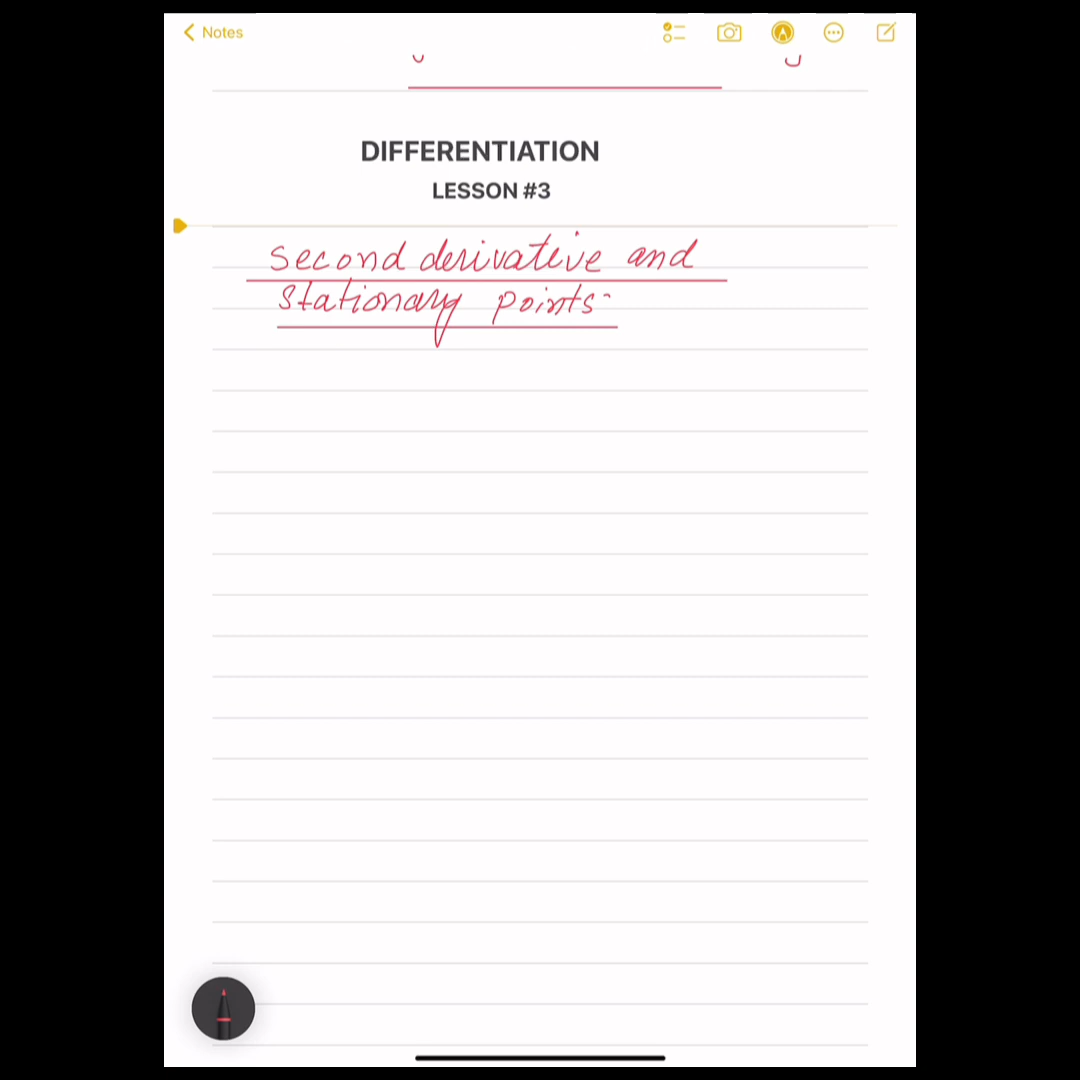 Notes
DIFFERENTIATION
LESSON #3
second derivative and
stationary points:-